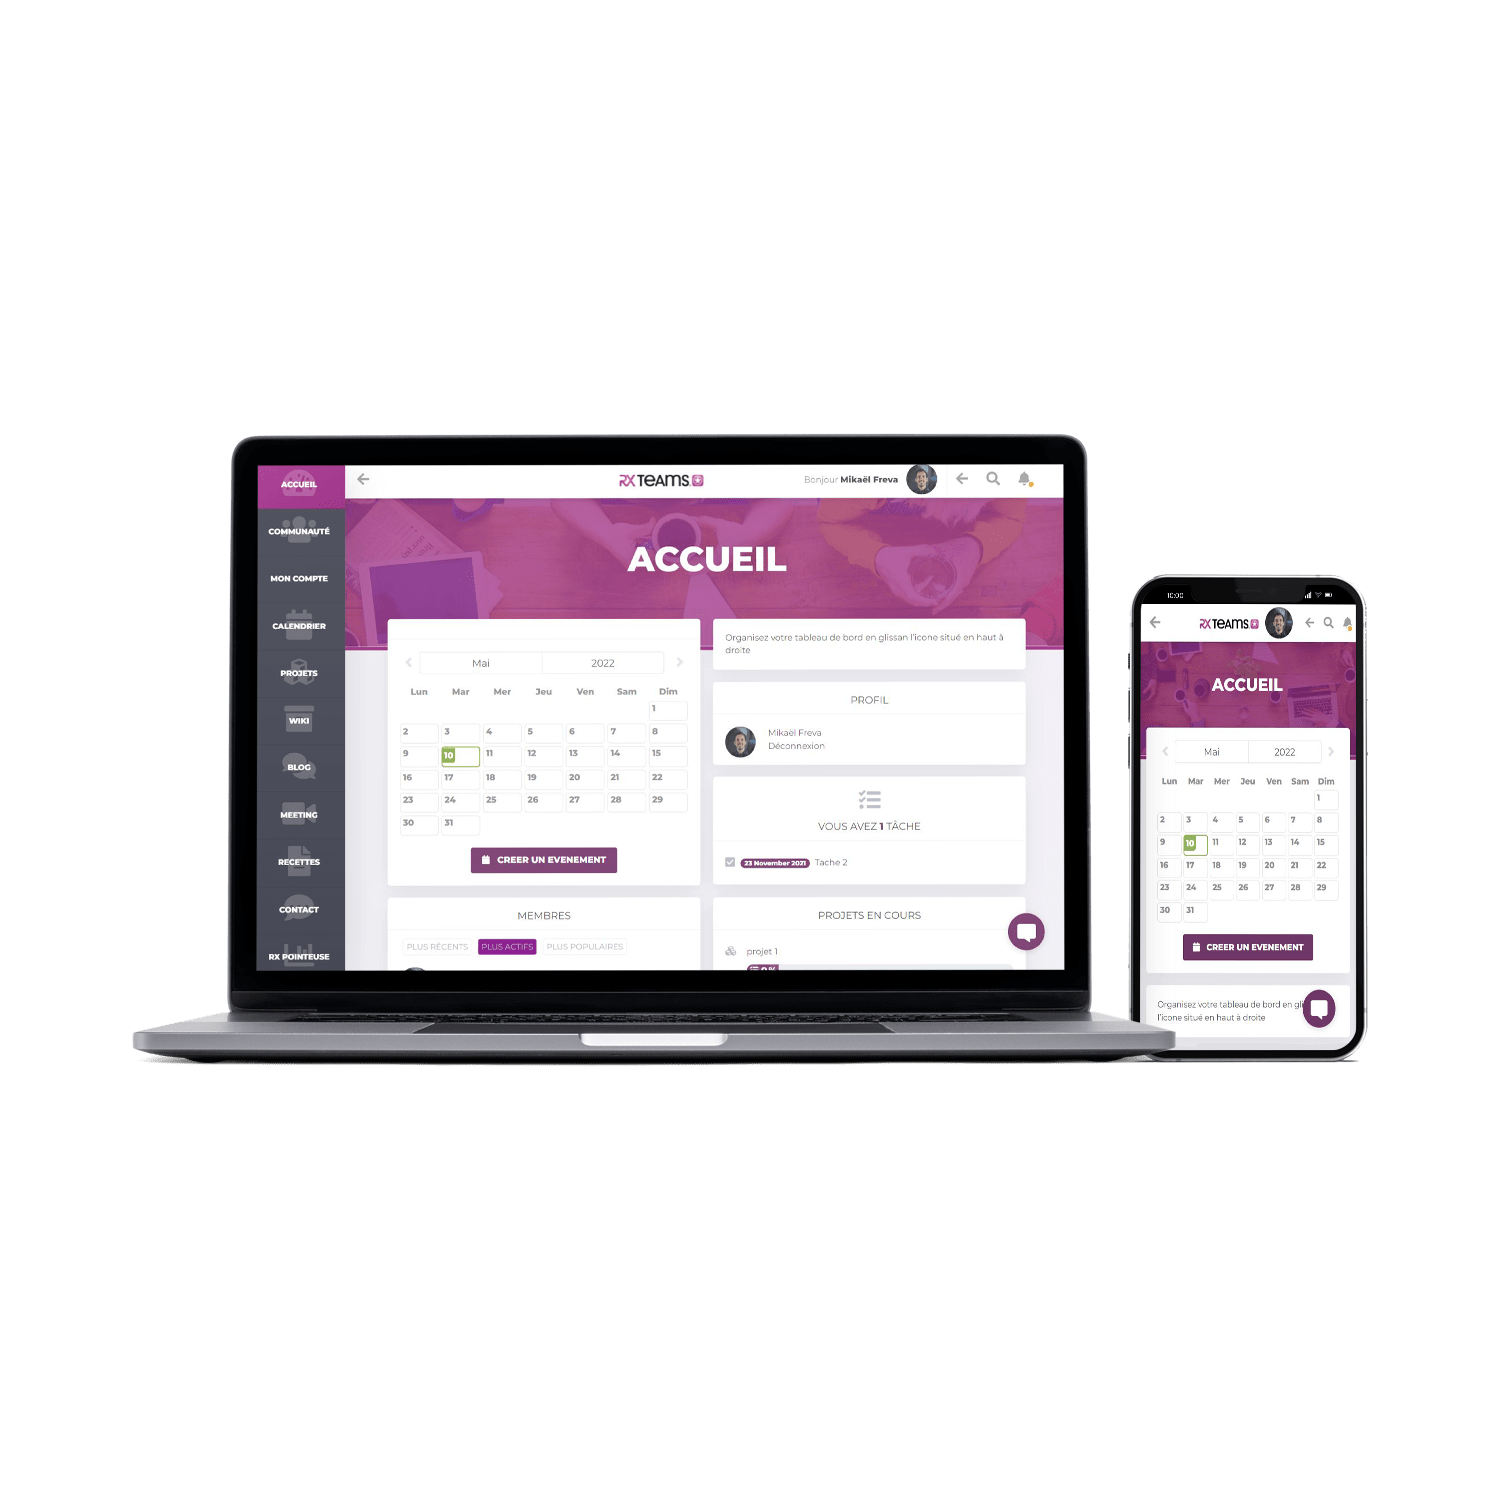 ACCUEIL
COMMUNAUTÉ
MON COMPTE
CALENDRIER
PROJETS
WIKI
BLOG
MEETING
RECETTES
CONTACT
RX POINTEUSE
RX TEAMS
Bonjour Mikaël Freva
ACCUEIL
Mai 2022
Lun Mar Mer Jeu Ven Sam Dim
1
2 3 4 5 6 7 8
9 10 11 12 13 14 15
16 17 18 19 20 21 22
23 24 25 26 27 28 29
30 31
CREER UN EVENEMENT
MEMBRES
PLUS RÉCENTS PLUS ACTIFS PLUS POPULAIRES
Organisez votre tableau de bord en glissan l'icone situé en haut à
droite
PROFIL
Mikaël Freva
Déconnexion
VOUS AVEZ 1 TÂCHE
23 November 2021 Tache 2
PROJETS EN COURS
projet 1
0 %
10:00
RX TEAMS
ACCUEIL
Mai 2022
Lun Mar Mer Jeu Ven Sam Dim
1
2 3 4 5 6 7 8
9 10 11 12 13 14 15
16 17 18 19 20 21 22
23 24 25 26 27 28 29
30 31
CREER UN EVENEMENT
Organisez votre tableau de bord en gli
l'icone situé en haut à droite